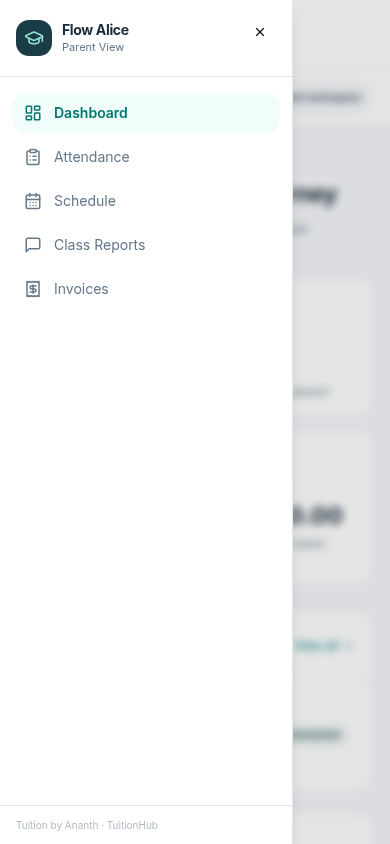 Flow Alice
Parent View
Dashboard
Attendance
Schedule
Class Reports
Invoices
Tuition by Ananth · TuitionHub